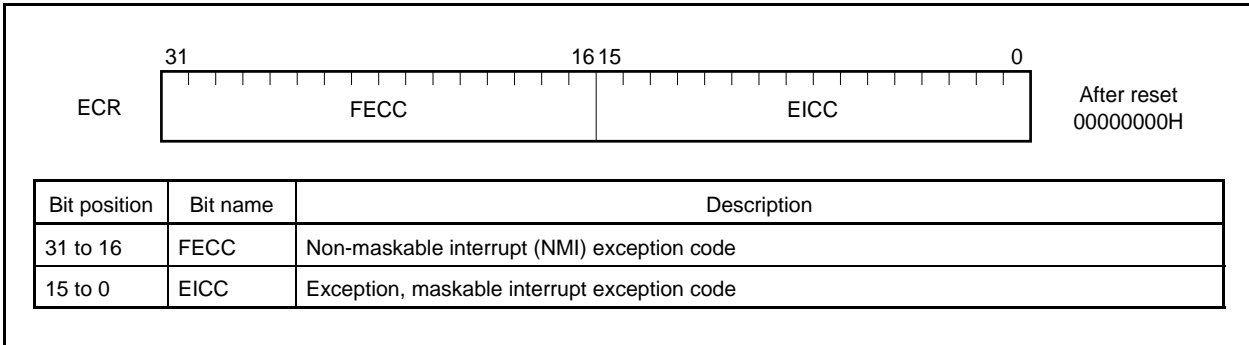 31 16 15 0
ECR FECC EICC After reset
00000000H
Bit position Bit name Description
31 to 16 FECC Non-maskable interrupt (NMI) exception code
15 to 0 EICC Exception, maskable interrupt exception code